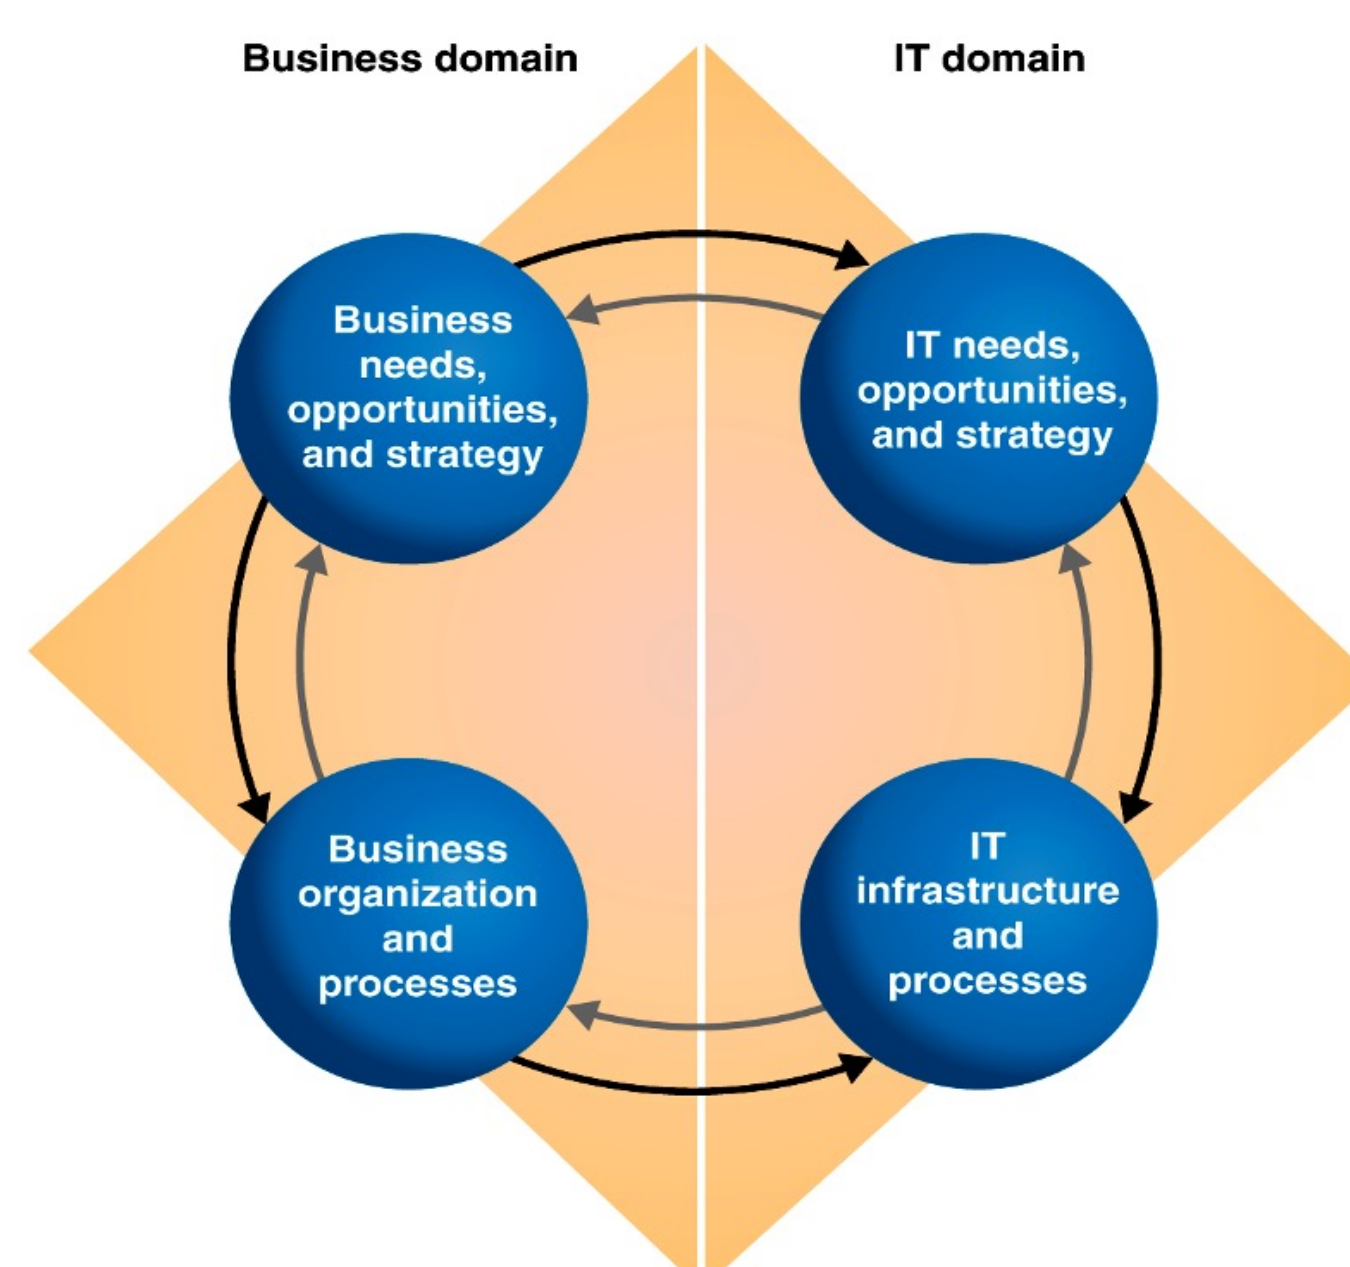 Business domain
IT domain
Business
needs,
opportunities,
and strategy
IT needs,
opportunities,
and strategy
Business
organization
and
processes
IT
infrastructure
and
processes